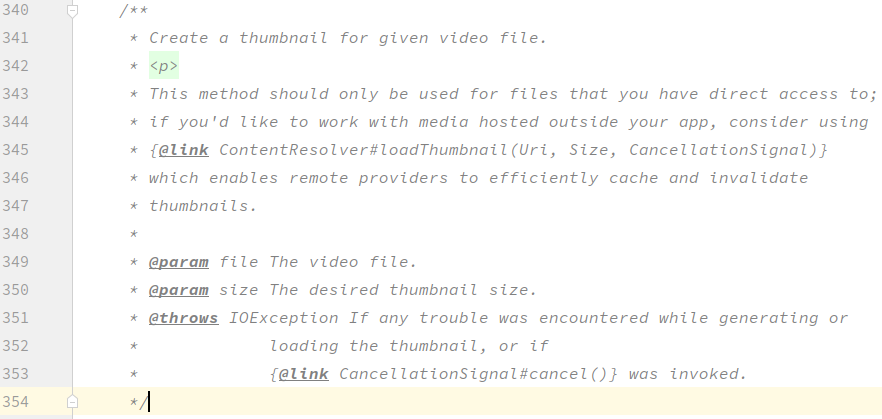 340 /**
341 * Create a thumbnail for given video file.
342 * <p>
343 * This method should only be used for files that you have direct access to;
344 * if you'd like to work with media hosted outside your app, consider using
345 * {@link ContentResolver#loadThumbnail(Uri, Size, CancellationSignal)}
346 * which enables remote providers to efficiently cache and invalidate
347 * thumbnails.
348 *
349 * @param file The video file.
350 * @param size The desired thumbnail size.
351 * @throws IOException If any trouble was encountered while generating or
352 * loading the thumbnail, or if
353 * {@link CancellationSignal#cancel()} was invoked.
354 */